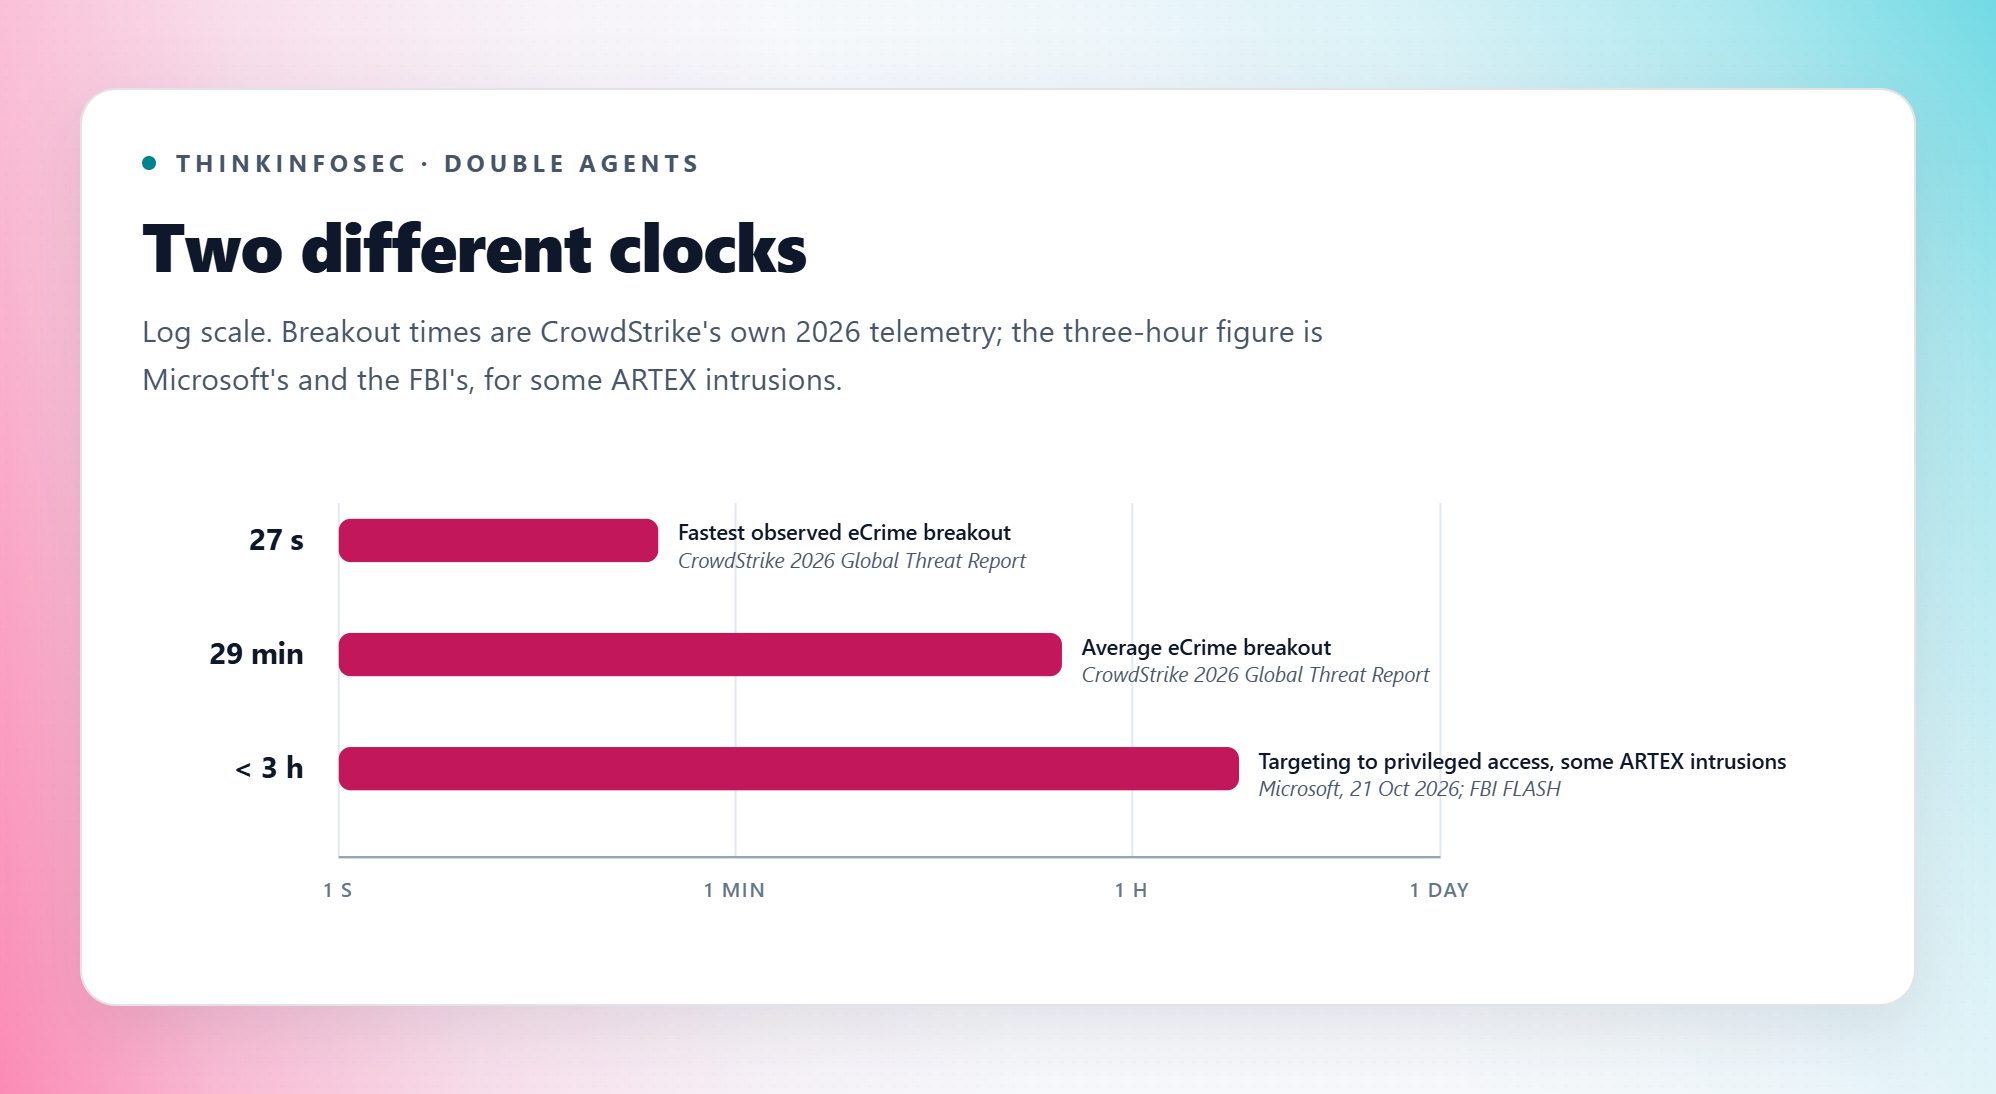 THINKINFOSEC · DOUBLE AGENTS
Two different clocks
Log scale. Breakout times are CrowdStrike's own 2026 telemetry; the three-hour figure is
Microsoft's and the FBI's, for some ARTEX intrusions.
27 s
Fastest observed eCrime breakout
CrowdStrike 2026 Global Threat Report
29 min
Average eCrime breakout
CrowdStrike 2026 Global Threat Report
< 3 h
Targeting to privileged access, some ARTEX intrusions
Microsoft, 21 Oct 2026; FBI FLASH
1 S
1 MIN
1 H
1 DAY